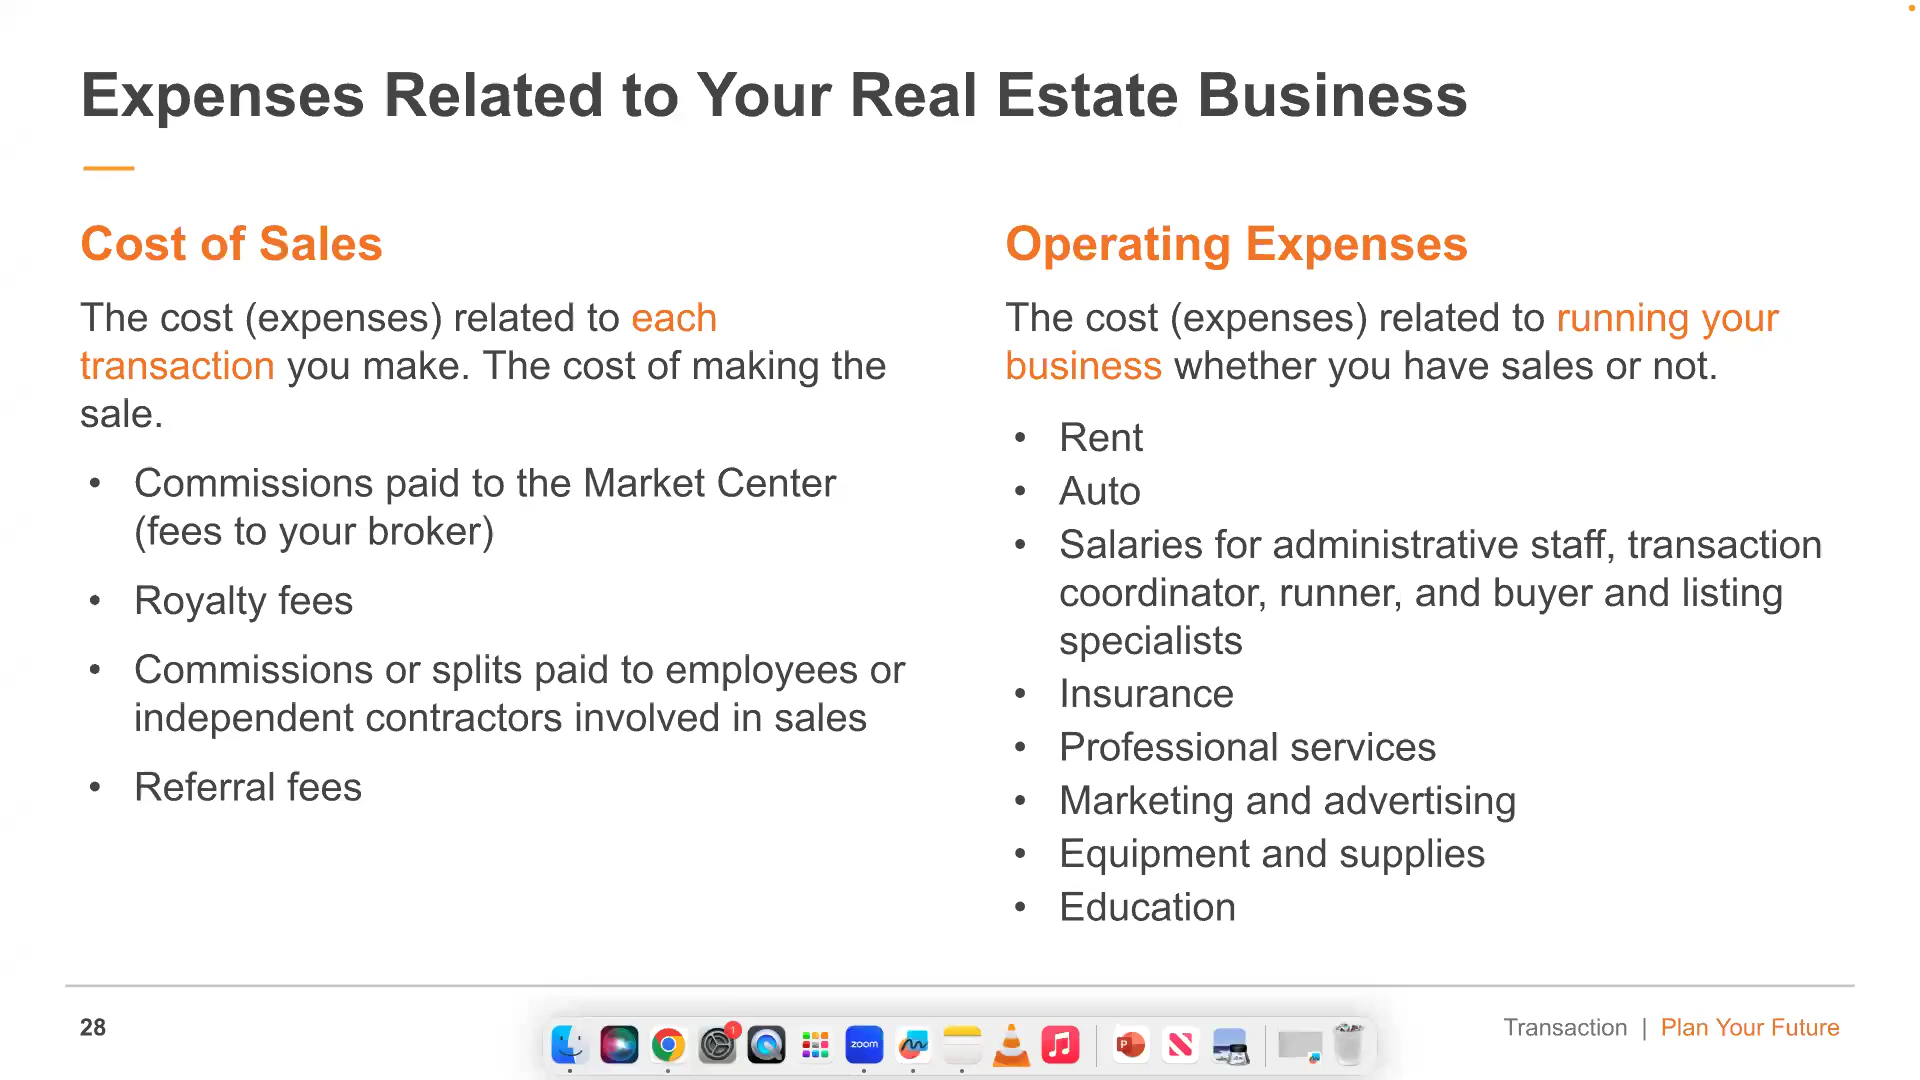 Expenses Related to Your Real Estate Business
Cost of Sales
The cost (expenses) related to each
transaction you make. The cost of making the
sale.
• Commissions paid to the Market Center
(fees to your broker)
• Royalty fees
• Commissions or splits paid to employees or
independent contractors involved in sales
• Referral fees
Operating Expenses
The cost (expenses) related to running your
business whether you have sales or not.
• Rent
• Auto
• Salaries for administrative staff, transaction
coordinator, runner, and buyer and listing
specialists
• Insurance
• Professional services
• Marketing and advertising
• Equipment and supplies
• Education
28
1
zoom
P
Transaction | Plan Your Future